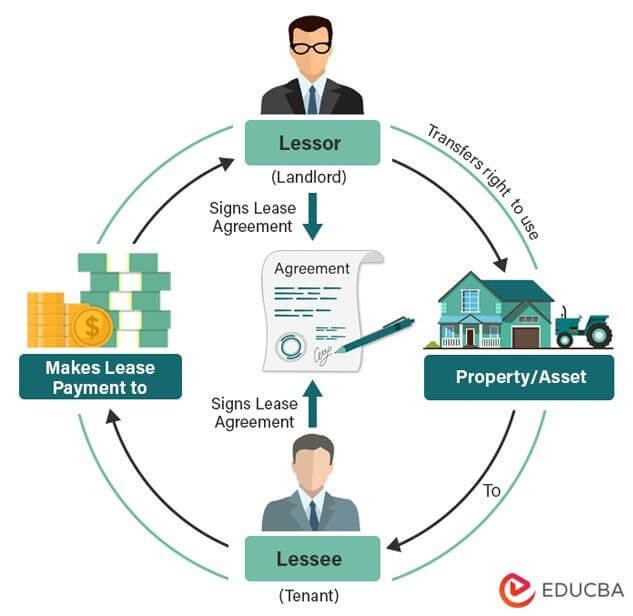 Lessor
(Landlord)
Transfers right to use
Signs Lease
Agreement
Agreement
$
Makes Lease
Payment to
Property/Asset
Signs Lease
Agreement
To
Lessee
(Tenant)
EDUCBA